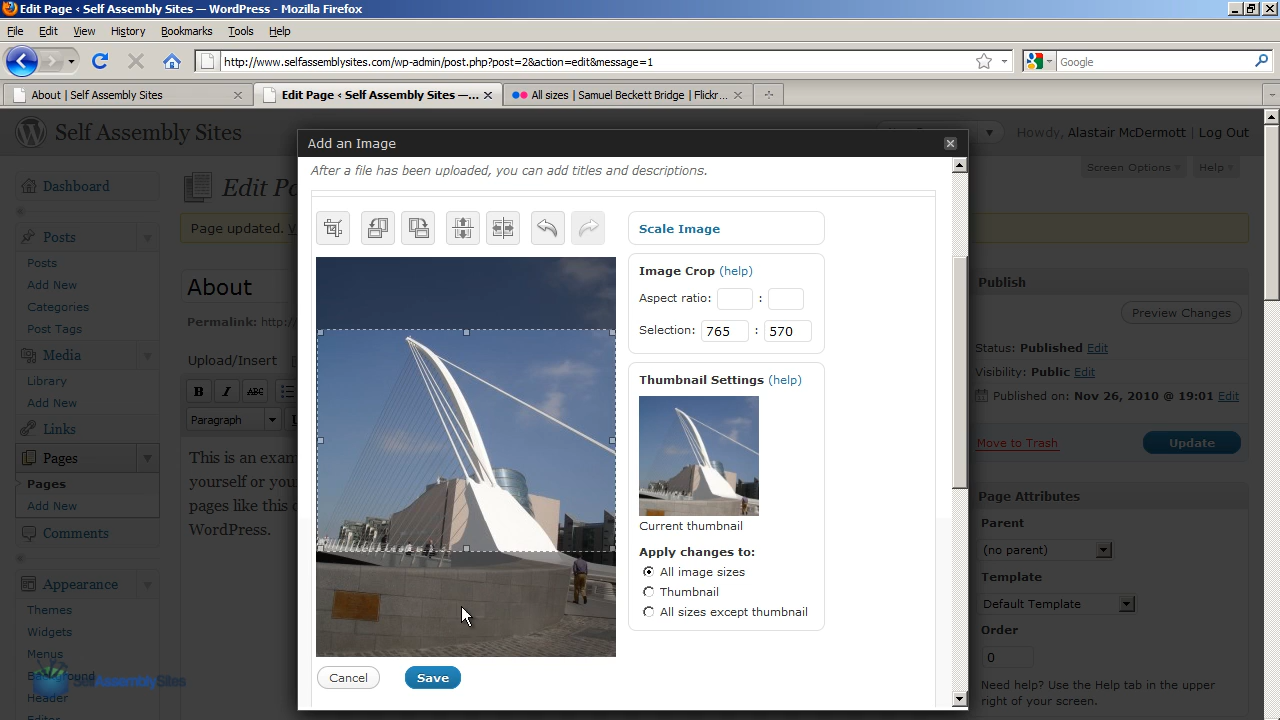 Edit Page ‹ Self Assembly Sites — WordPress - Mozilla Firefox
File Edit View History Bookmarks Tools Help
http://www.selfassemblysites.com/wp-admin/post.php?post=2&action=edit&message=1
Google
About | Self Assembly Sites
Edit Page ‹ Self Assembly Sites —...
All sizes | Samuel Beckett Bridge | Flickr...
Self Assembly Sites
Howdy, Alastair McDermott | Log Out
Add an Image
After a file has been uploaded, you can add titles and descriptions.
Screen Options
Help
Dashboard
Edit Pa
Page updated.
Posts
Posts
Add New
Categories
Post Tags
Media
Library
Add New
Links
Pages
Pages
Add New
Comments
Appearance
Themes
Widgets
Menus
Background
Header
Editor
About
Permalink: http:/
Upload/Insert
B I ABC
Paragraph
This is an exam
yourself or you
pages like this o
WordPress.
Scale Image
Image Crop (help)
Aspect ratio: :
Selection: 765 : 570
Thumbnail Settings (help)
Current thumbnail
Apply changes to:
All image sizes
Thumbnail
All sizes except thumbnail
Cancel
Save
Publish
Preview Changes
Status: Published Edit
Visibility: Public Edit
Published on: Nov 26, 2010 @ 19:01 Edit
Move to Trash
Update
Page Attributes
Parent
(no parent)
Template
Default Template
Order
0
Need help? Use the Help tab in the upper
right of your screen.
Self Assembly Sites